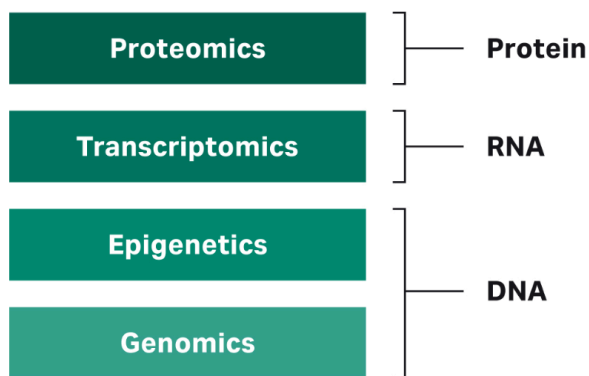 Proteomics
Protein
Transcriptomics
RNA
Epigenetics
DNA
Genomics